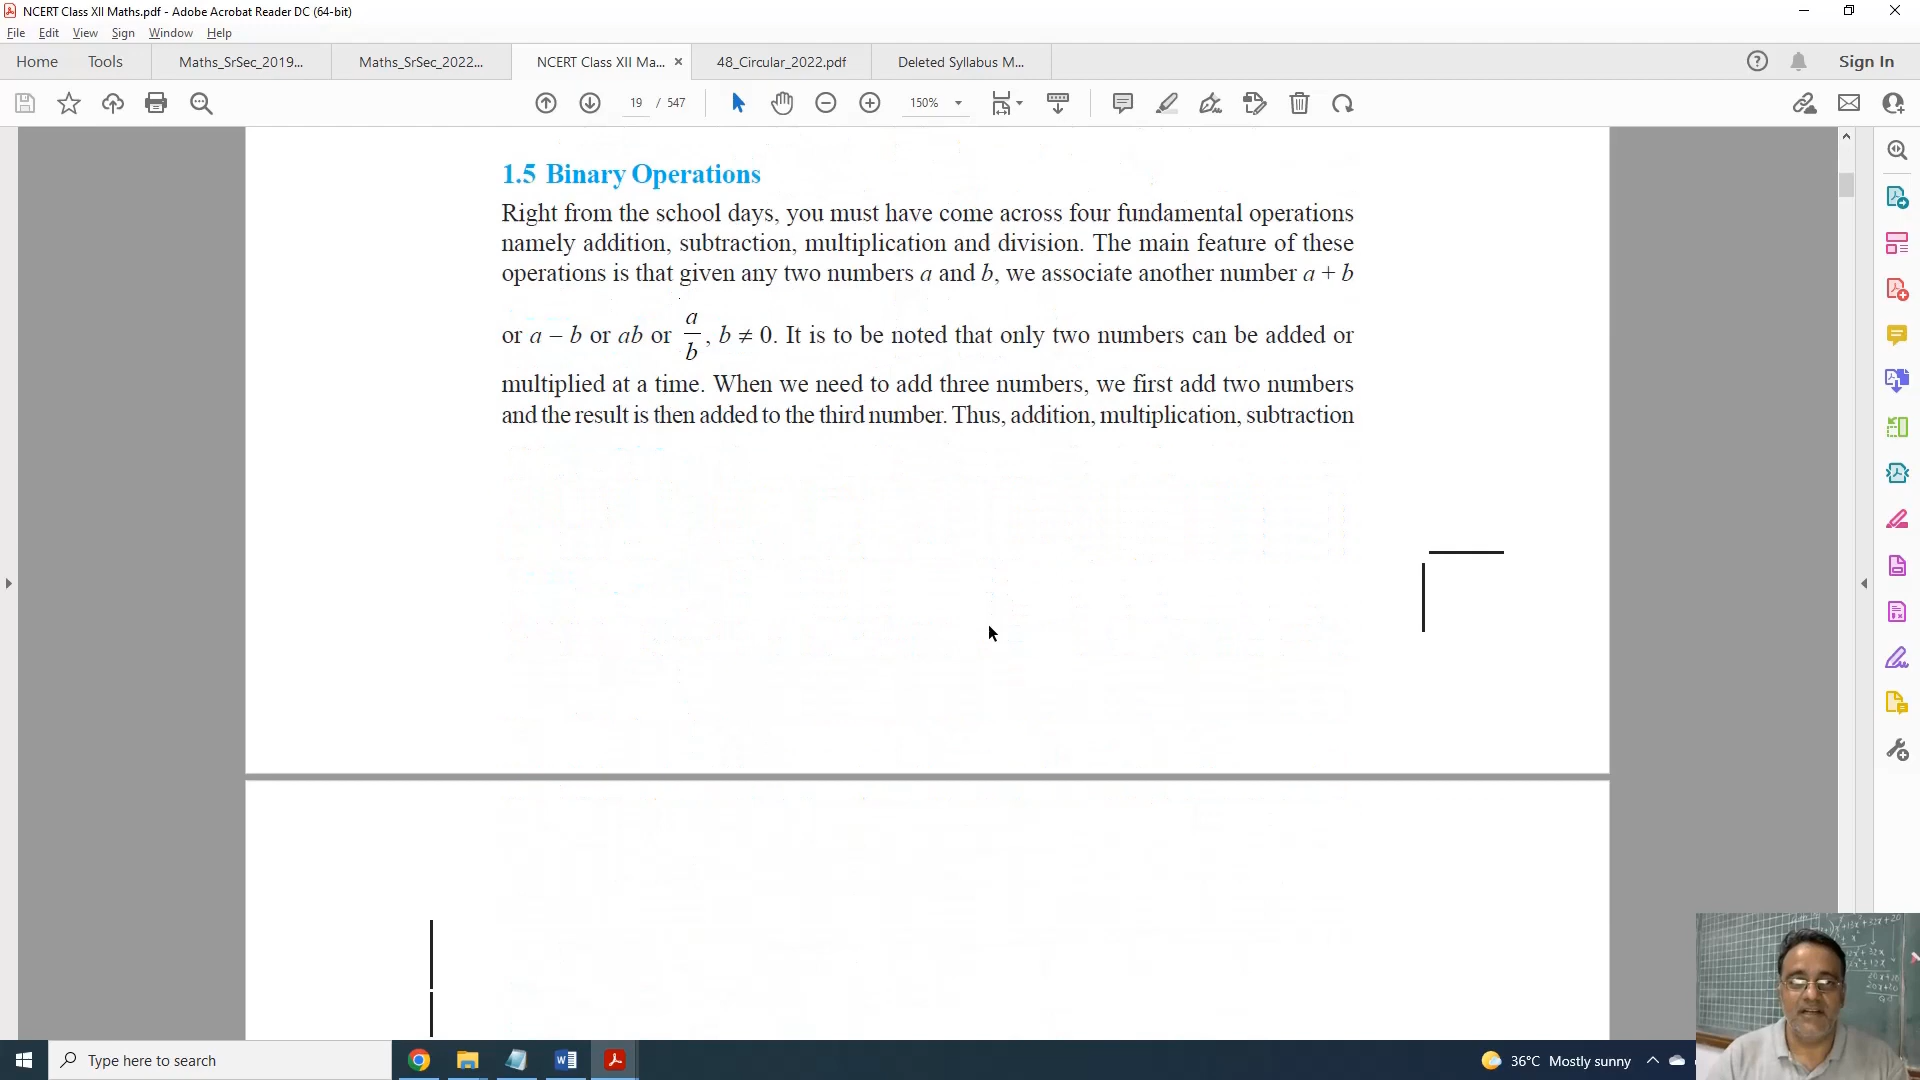 NCERT Class XII Maths.pdf - Adobe Acrobat Reader DC (64-bit)
File Edit View Sign Window Help
Home Tools Maths_SrSec_2019... Maths_SrSec_2022... NCERT Class XII Ma... × 48_Circular_2022.pdf Deleted Syllabus M... Sign In
19 / 547 150%
1.5 Binary Operations
Right from the school days, you must have come across four fundamental operations
namely addition, subtraction, multiplication and division. The main feature of these
operations is that given any two numbers a and b, we associate another number a + b
or a – b or ab or a/b, b ≠ 0. It is to be noted that only two numbers can be added or
multiplied at a time. When we need to add three numbers, we first add two numbers
and the result is then added to the third number. Thus, addition, multiplication, subtraction
Type here to search
36°C Mostly sunny